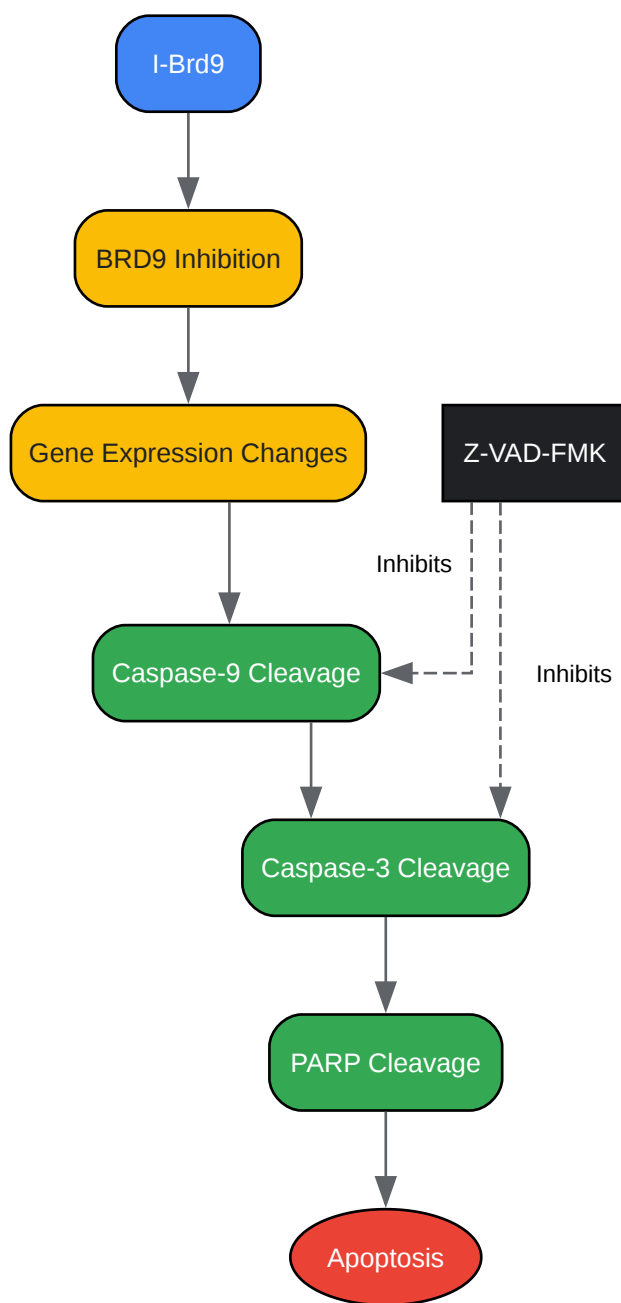 I-Brd9
BRD9 Inhibition
Gene Expression Changes
Z-VAD-FMK
Inhibits
Caspase-9 Cleavage
Inhibits
Caspase-3 Cleavage
PARP Cleavage
Apoptosis